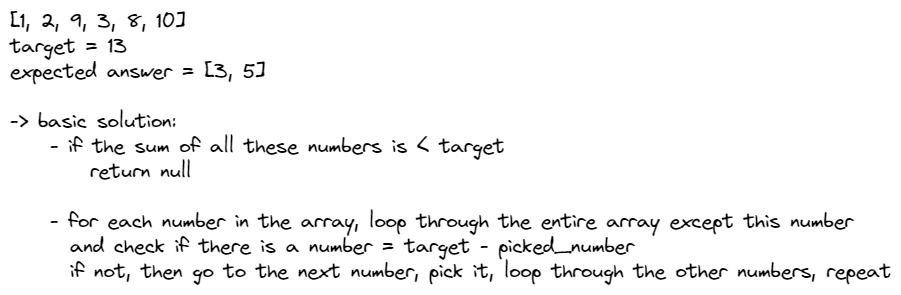 [1, 2, 9, 3, 8, 10]
target = 13
expected answer = [3, 5]
-> basic solution:
- if the sum of all these numbers is < target
return null
- for each number in the array, loop through the entire array except this number
and check if there is a number = target - picked_number
if not, then go to the next number, pick it, loop through the other numbers, repeat